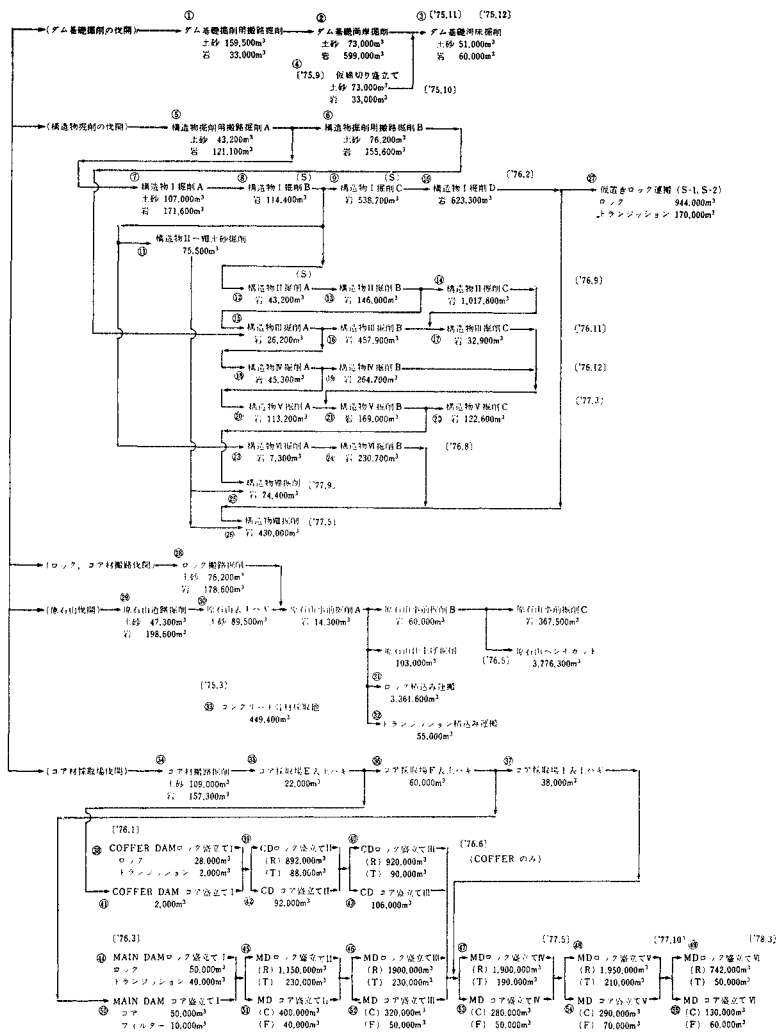 ① ② ③ ('75,11) ('75,12)
(ダム基礎掘削の伐開) ダム基礎掘削用搬路掘削 ダム基礎両岸掘削 ダム基礎河床掘削
土砂 159,500m³ 土砂 73,000m³ 土砂 51,000m³
岩 33,000m³ 岩 599,000m³ 岩 60,000m³
④
('75.9) 仮締切り盛立て
土砂 73,000m³ ('75,10)
岩 33,000m³
⑤ ⑥
(構造物掘削の伐開) 構造物掘削用搬路掘削A 構造物掘削用搬路掘削B
土砂 43,200m³ 土砂 76,200m³
岩 121,100m³ 岩 155,600m³
⑦ ⑧ (S) ⑨ (S) ⑩ ('76,2) ㉗
構造物I掘削A 構造物I掘削B 構造物I掘削C 構造物I掘削D 仮置きロック運搬 (S-1, S-2)
土砂 107,000m³ 岩 114,400m³ 岩 538,700m³ 岩 623,300m³ ロック 944,000m³
岩 171,600m³ トランジッション 170,000m³
⑪ 構造物II～VIII土砂掘削
75,500m³
(S) ⑭ ('76,9)
構造物II掘削A 構造物II掘削B 構造物II掘削C
⑫ 岩 43,200m³ ⑬ 岩 146,000m³ 岩 1,017,800m³
⑮
構造物III掘削A 構造物III掘削B 構造物III掘削C ('76,11)
岩 26,200m³ ⑯ 岩 457,900m³ ⑰ 岩 32,900m³
構造物IV掘削A 構造物IV掘削B ('76,12)
⑱ 岩 45,300m³ ⑲ 岩 264,700m³
('77,3)
構造物V掘削A 構造物V掘削B 構造物V掘削C
⑳ 岩 113,200m³ ㉑ 岩 169,000m³ ㉒ 岩 122,600m³
構造物VI掘削A 構造物VI掘削B ('76,8)
㉓ 岩 7,300m³ ㉔ 岩 230,700m³
構造物VII掘削 ('77,9)
㉕ 岩 74,400m³
構造物VIII掘削 ('77,5)
㉖ 岩 430,000m³
㉘
(ロック, コア材搬路伐開) ロック搬路掘削
土砂 76,200m³
岩 178,600m³
㉙ ㉚
(原石山伐開) 原石山道路掘削 原石山表土ハギ 原石山事前掘削A 原石山事前掘削B 原石山事前掘削C
土砂 47,300m³ 土砂 89,500m³ 岩 14,300m³ 岩 60,000m³ 岩 367,500m³
岩 198,600m³
原石山仕上げ掘削 原石山ベンチカット
103,000m³ ('76,5) 3,776,300m³
('75,3) ㉛
ロック積込み運搬
㉝ コンクリート骨材採取他 3,361,600m³
449,400m³ ㉜
トランジッション積込み運搬
55,000m³
㉞ ㉟ ㊱ ㊲
(コア材採取場伐開) コア材搬路掘削 コア採取場E表土ハギ コア採取場F表土ハギ コア採取場I表土ハギ
土砂 109,000m³ 22,000m³ 60,000m³ 38,000m³
岩 157,300m³
('76,1) ㊴ ㊵ ('76,6)
㊳ COFFER DAMロック盛立てI CDロック盛立てII CDロック盛立てIII (COFFER のみ)
ロック 28,000m³ (R) 892,000m³ (R) 920,000m³
トランジッション 2,000m³ (T) 88,000m³ (T) 90,000m³
COFFER DAM コア盛立てI CD コア盛立てII CD コア盛立てIII
㊶ 2,000m³ ㊷ 92,000m³ ㊸ 106,000m³
('76,3) ㊺ ㊻ ㊼ ('77,5) ㊽ ('77,10) ㊾ ('78,3)
㊹ MAIN DAMロック盛立てI MDロック盛立てII MDロック盛立てIII MDロック盛立てIV MDロック盛立てV MDロック盛立てVI
ロック 50,000m³ (R) 1,150,000m³ (R) 1900,000m³ (R) 1,900,000m³ (R) 1,950,000m³ (R) 742,000m³
トランジッション 40,000m³ (T) 230,000m³ (T) 230,000m³ (T) 190,000m³ (T) 210,000m³ (T) 50,000m³
MAIN DAM コア盛立てI MD コア盛立てII MD コア盛立てIII MD コア盛立てIV MD コア盛立てV MD コア盛立てVI
コア 50,000m³ (C) 400,000m³ (C) 320,000m³ (C) 280,000m³ (C) 290,000m³ (C) 130,000m³
フィルター 10,000m³ (F) 40,000m³ (F) 50,000m³ (F) 50,000m³ (F) 70,000m³ (F) 60,000m³